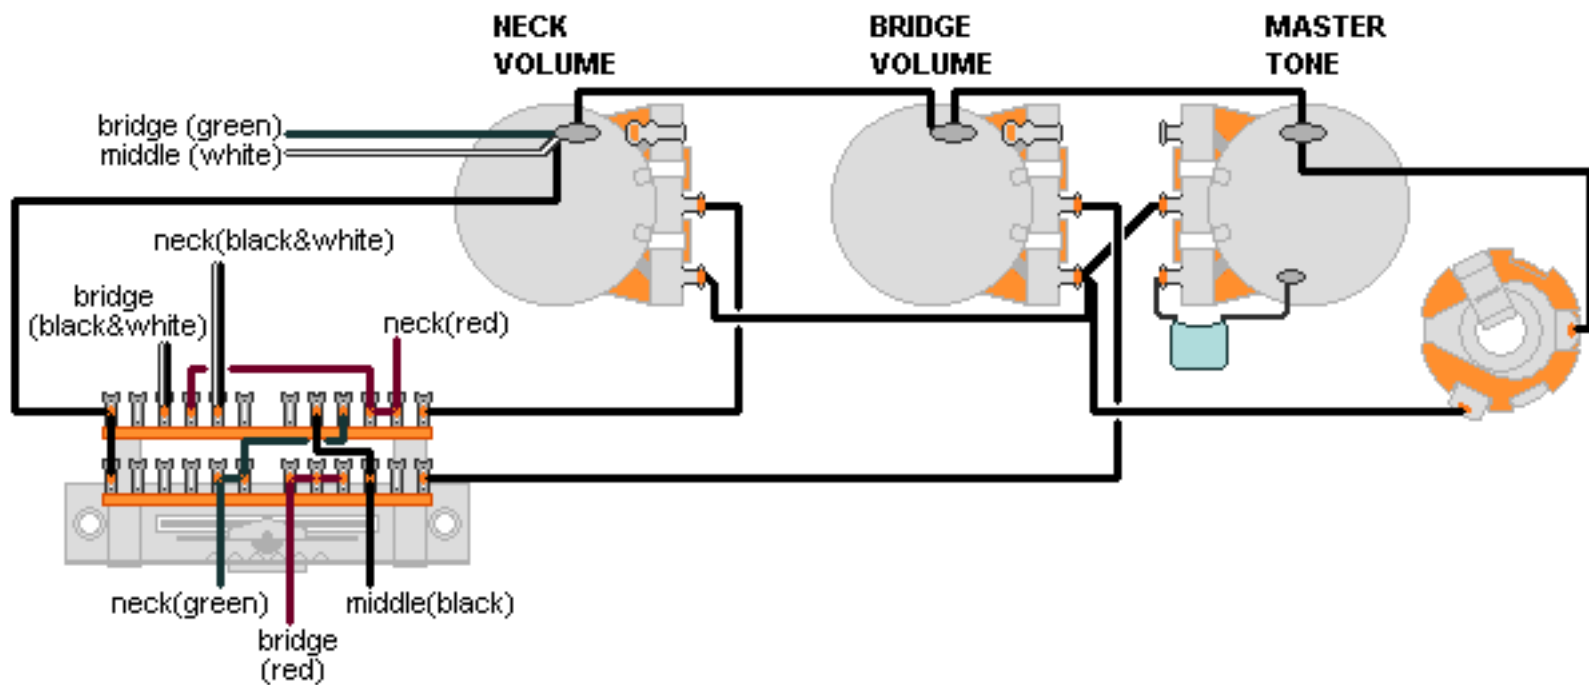 NECK
VOLUME
BRIDGE
VOLUME
MASTER
TONE
bridge (green)
middle (white)
neck(black&white)
bridge
(black&white)
neck(red)
neck(green)
middle(black)
bridge
(red)